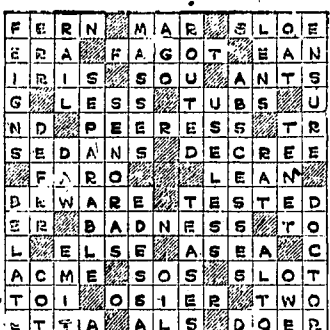 FERN MAR SLOE
ERA FAGOT EAN
IRIS SOU ANTS
G LESS TUBS U
ND PEERESS TR
SEDANS DECREE
FARO LEAN
BEWARE TESTED
ER BADNESS TO
L ELSE ASEA C
ACME SOS SLOT
TOI OSIER TWO
ETTA ALS DOER